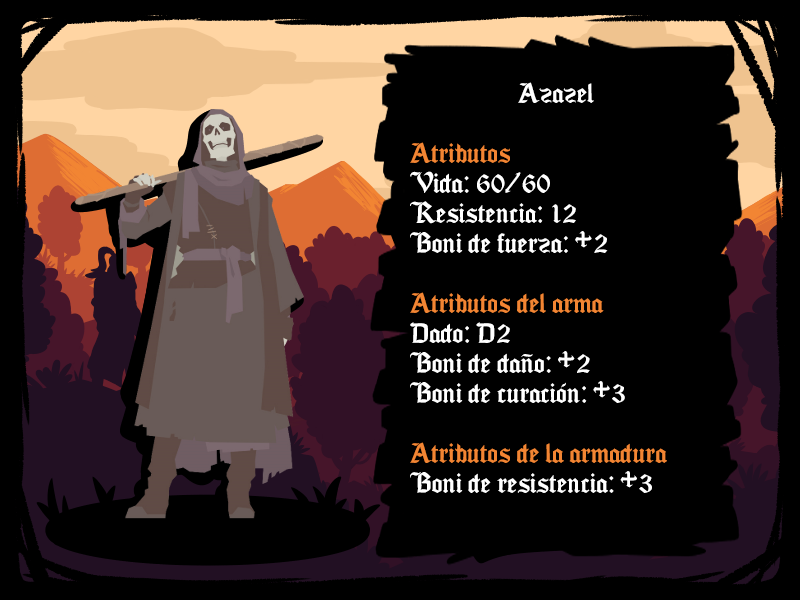 Azazel
Atributos
Vida: 60/60
Resistencia: 12
Boni de fuerza: +2
Atributos del arma
Dado: D2
Boni de daño: +2
Boni de curación: +3
Atributos de la armadura
Boni de resistencia: +3